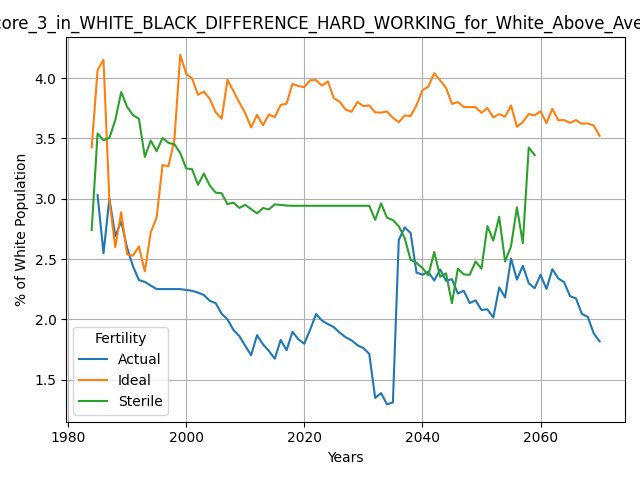 core_3_in_WHITE_BLACK_DIFFERENCE_HARD_WORKING_for_White_Above_Ave
% of White Population
4.0
3.5
3.0
2.5
2.0
1.5
Fertility
Actual
Ideal
Sterile
1980 2000 2020 2040 2060
Years